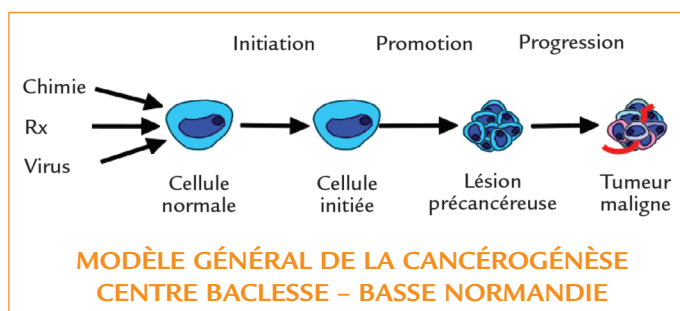 Initiation Promotion Progression
Chimie
Rx
Virus
Cellule normale
Cellule initiée
Lésion précancéreuse
Tumeur maligne
MODÈLE GÉNÉRAL DE LA CANCÉROGÉNÈSE
CENTRE BACLESSE – BASSE NORMANDIE